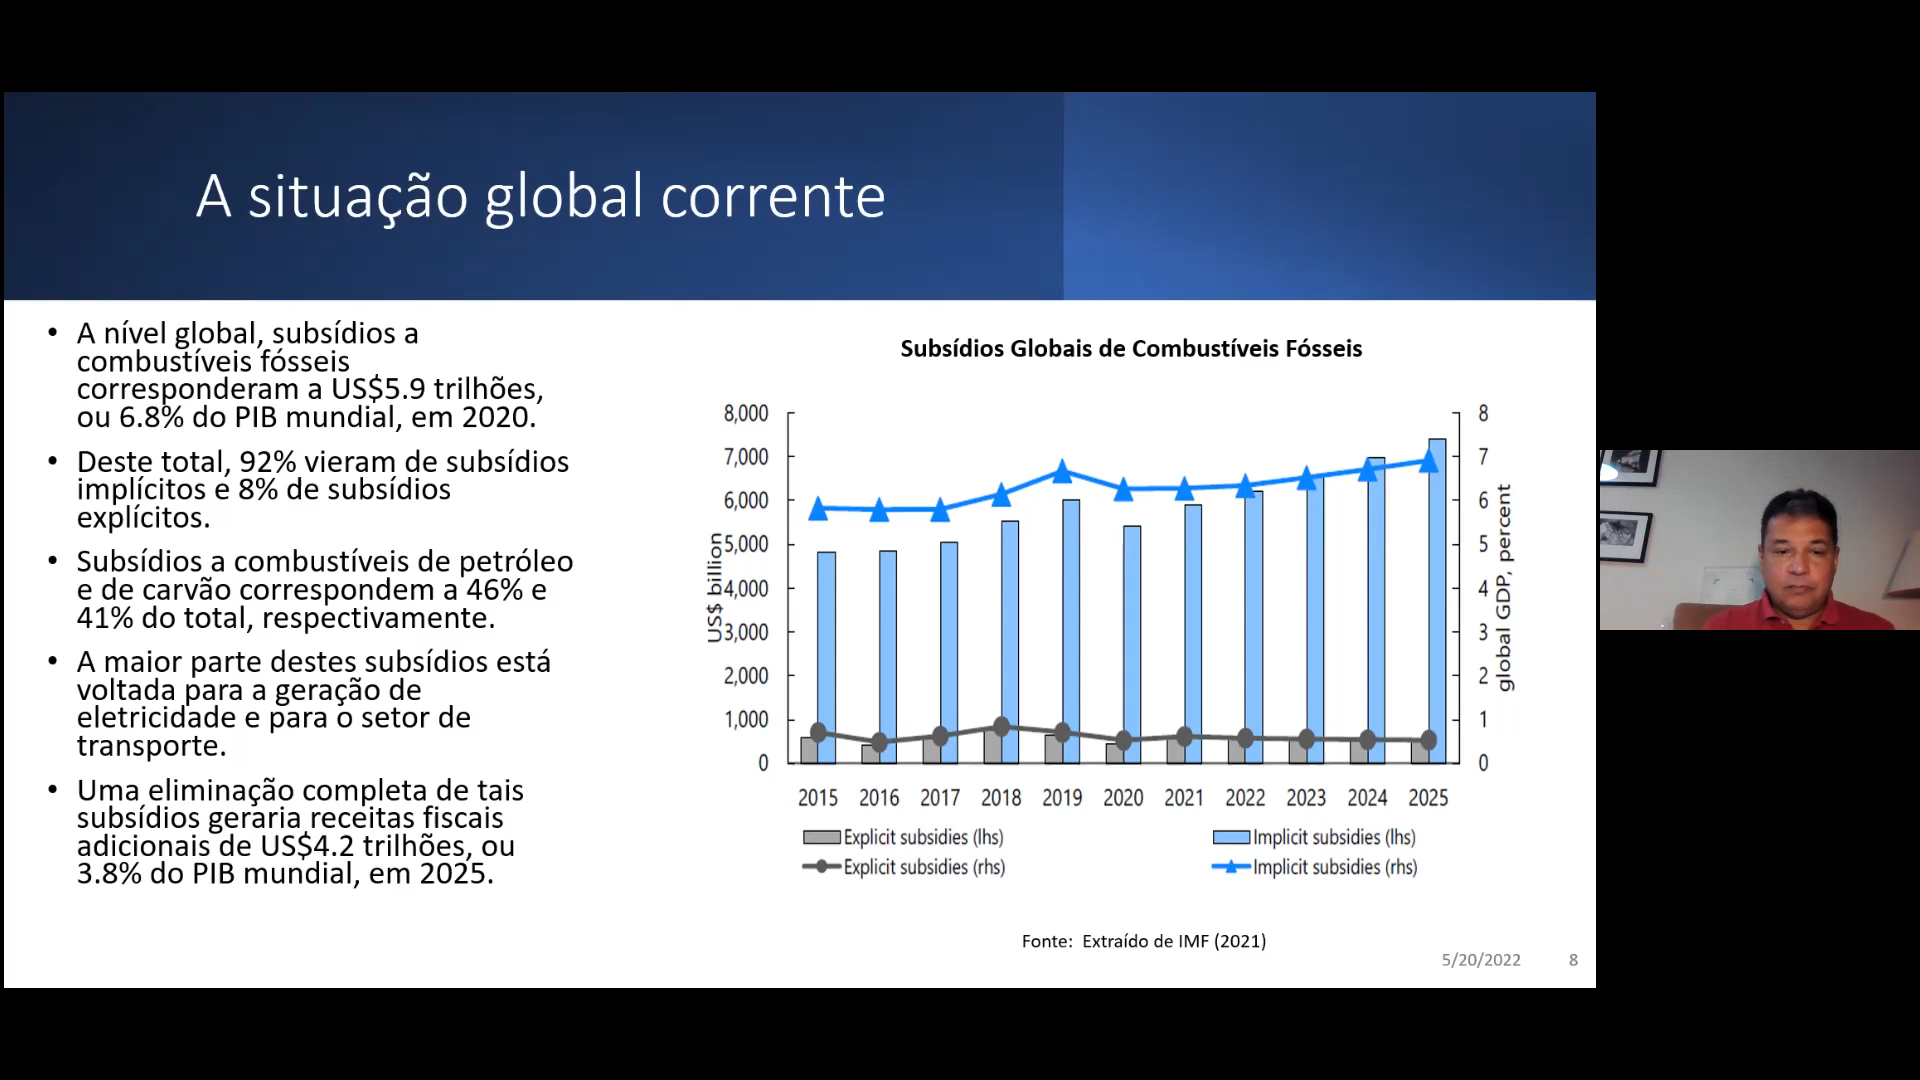 A situação global corrente
• A nível global, subsídios a
combustíveis fósseis
corresponderam a US$5.9 trilhões,
ou 6.8% do PIB mundial, em 2020.
• Deste total, 92% vieram de subsídios
implícitos e 8% de subsídios
explícitos.
• Subsídios a combustíveis de petróleo
e de carvão correspondem a 46% e
41% do total, respectivamente.
• A maior parte destes subsídios está
voltada para a geração de
eletricidade e para o setor de
transporte.
• Uma eliminação completa de tais
subsídios geraria receitas fiscais
adicionais de US$4.2 trilhões, ou
3.8% do PIB mundial, em 2025.
Subsídios Globais de Combustíveis Fósseis
US$ billion
8,000
7,000
6,000
5,000
4,000
3,000
2,000
1,000
0
8
7
6
5
4
3
2
1
0
global GDP, percent
2015 2016 2017 2018 2019 2020 2021 2022 2023 2024 2025
Explicit subsidies (lhs) Implicit subsidies (lhs)
Explicit subsidies (rhs) Implicit subsidies (rhs)
Fonte: Extraído de IMF (2021)
5/20/2022 8